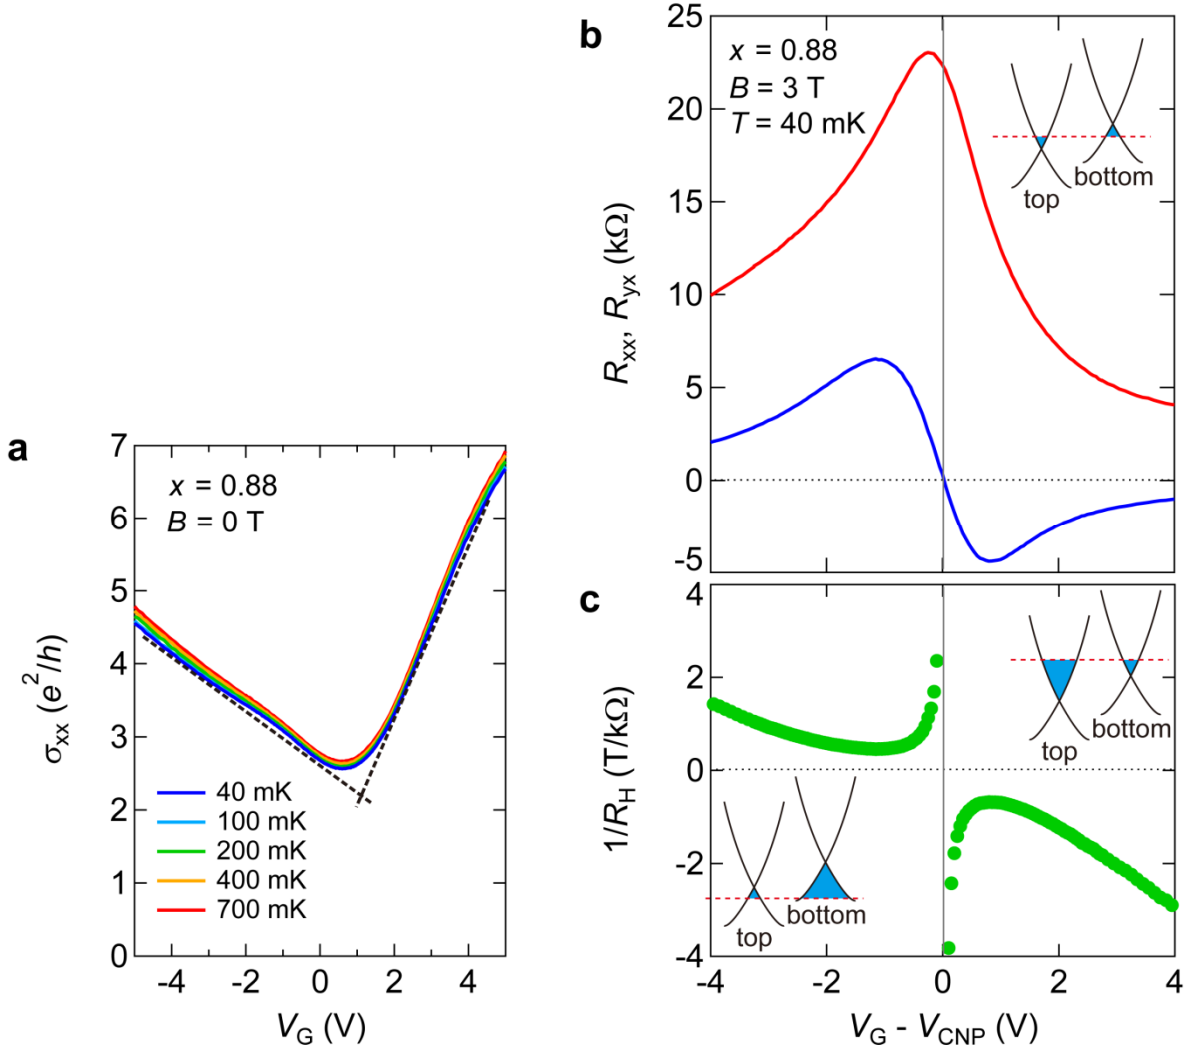 a
7
6
5
4
3
2
1
0
σxx (e²/h)
x = 0.88
B = 0 T
40 mK
100 mK
200 mK
400 mK
700 mK
-4 -2 0 2 4
VG (V)
b
25
20
15
10
5
0
-5
Rxx, Ryx (kΩ)
x = 0.88
B = 3 T
T = 40 mK
top
bottom
c
4
2
0
-2
-4
1/RH (T/kΩ)
top
bottom
top
bottom
-4 -2 0 2 4
VG - VCNP (V)